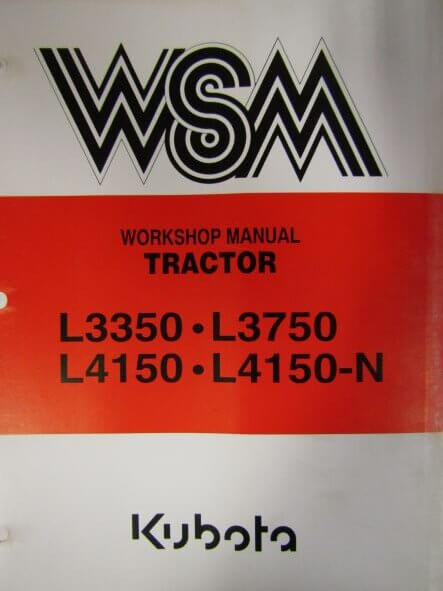 WSM
WORKSHOP MANUAL
TRACTOR
L3350・L3750
L4150・L4150-N
Kubota